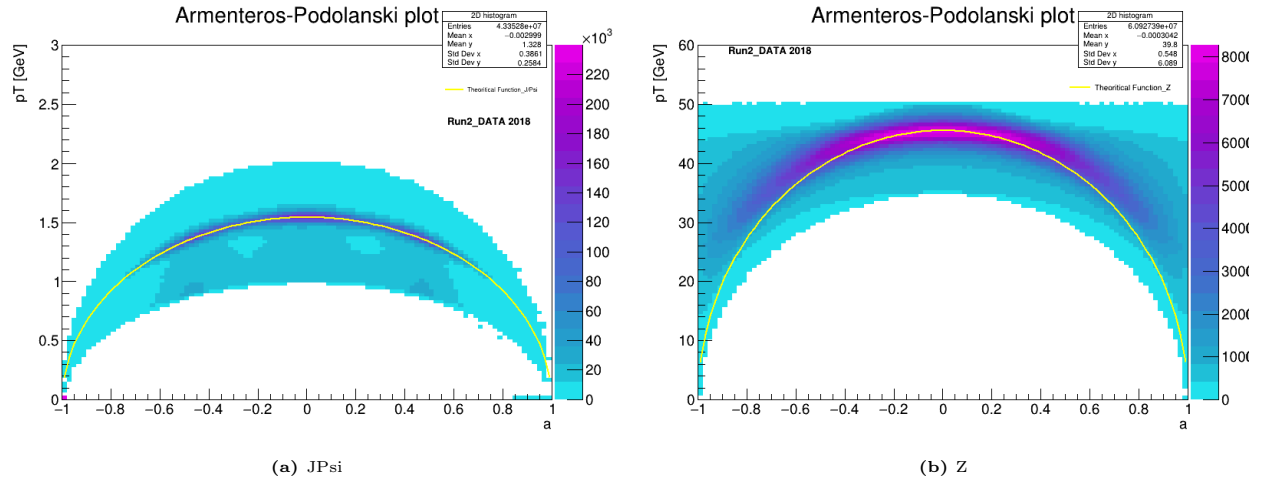 Armenteros-Podolanski plot
2D histogram
Entries 4.33528e+07
Mean x −0.002999
Mean y 1.328
Std Dev x 0.3861
Std Dev y 0.2584
×10³
pT [GeV]
3
2.5
2
1.5
1
0.5
0
Theoritical Function_J/Psi
Run2_DATA 2018
220
200
180
160
140
120
100
80
60
40
20
0
−1 −0.8 −0.6 −0.4 −0.2 0 0.2 0.4 0.6 0.8 1
a
(a) JPsi
Armenteros-Podolanski plot
2D histogram
Entries 6.092739e+07
Mean x −0.0003042
Mean y 39.8
Std Dev x 0.548
Std Dev y 6.089
pT [GeV]
60
50
40
30
20
10
0
Run2_DATA 2018
Theoritical Function_Z
8000
7000
6000
5000
4000
3000
2000
1000
0
−1 −0.8 −0.6 −0.4 −0.2 0 0.2 0.4 0.6 0.8 1
a
(b) Z